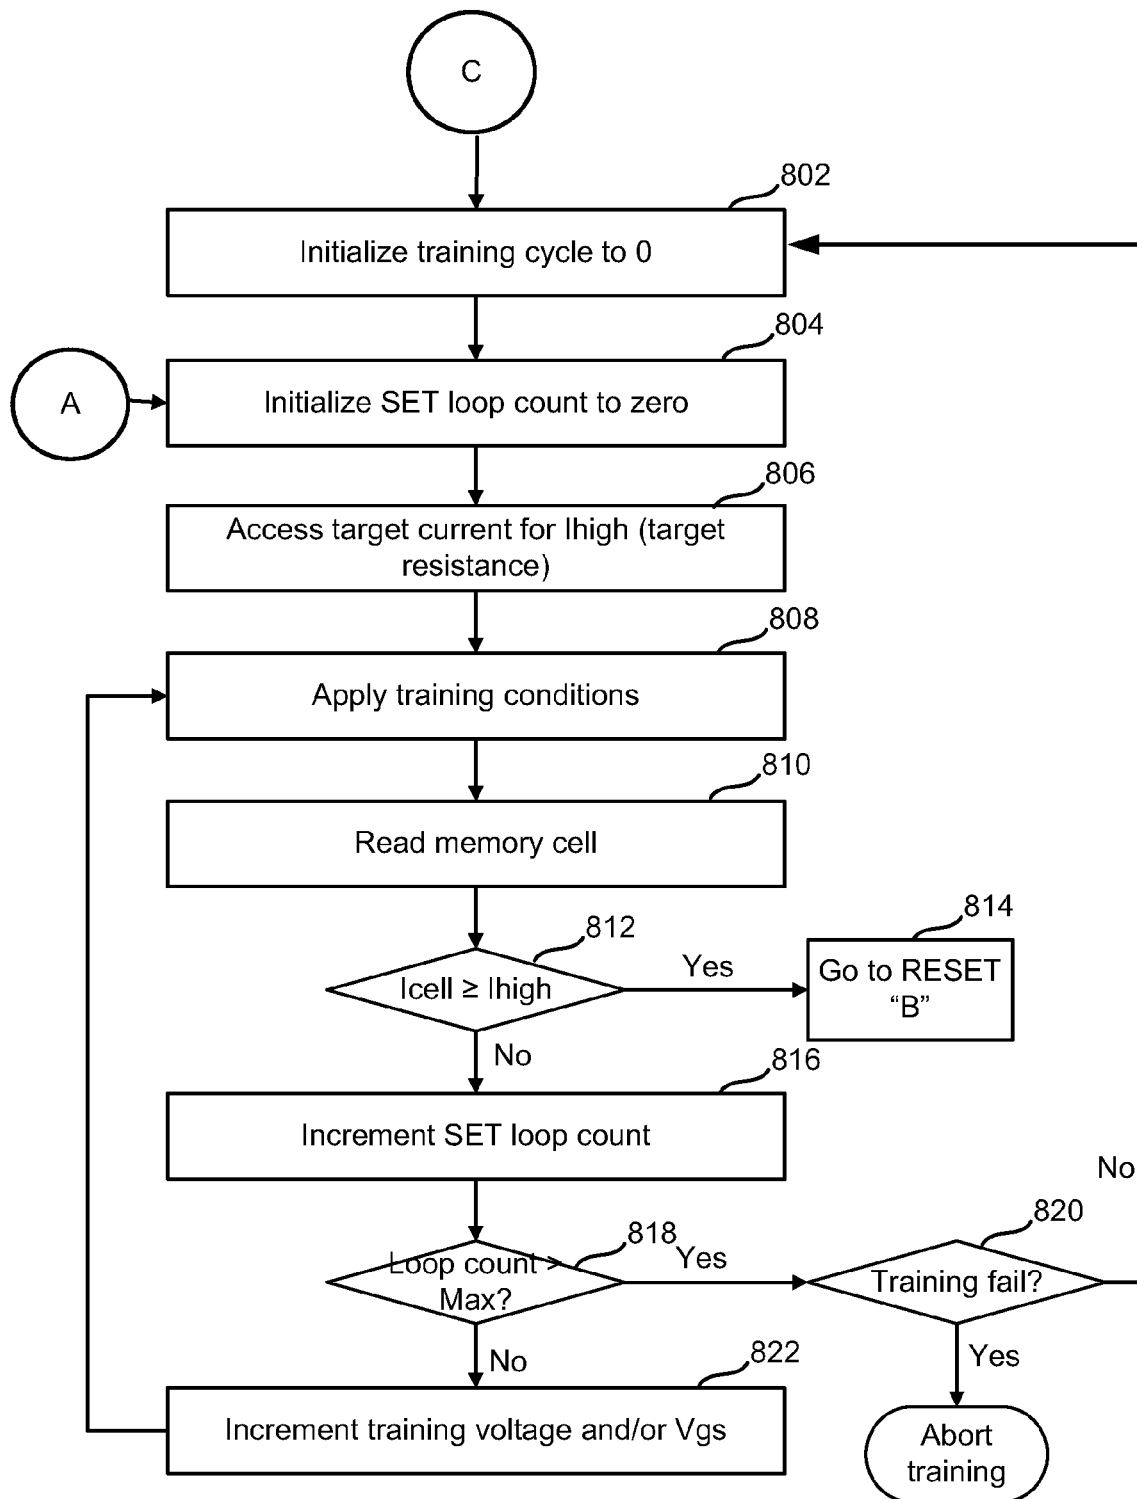 C
802
Initialize training cycle to 0
804
A
Initialize SET loop count to zero
806
Access target current for Ihigh (target
resistance)
808
Apply training conditions
810
Read memory cell
812
Icell ≥ Ihigh
Yes
814
Go to RESET
“B”
No
816
Increment SET loop count
No
818
Loop count >
Max?
Yes
820
Training fail?
No
822
Yes
Increment training voltage and/or Vgs
Abort
training